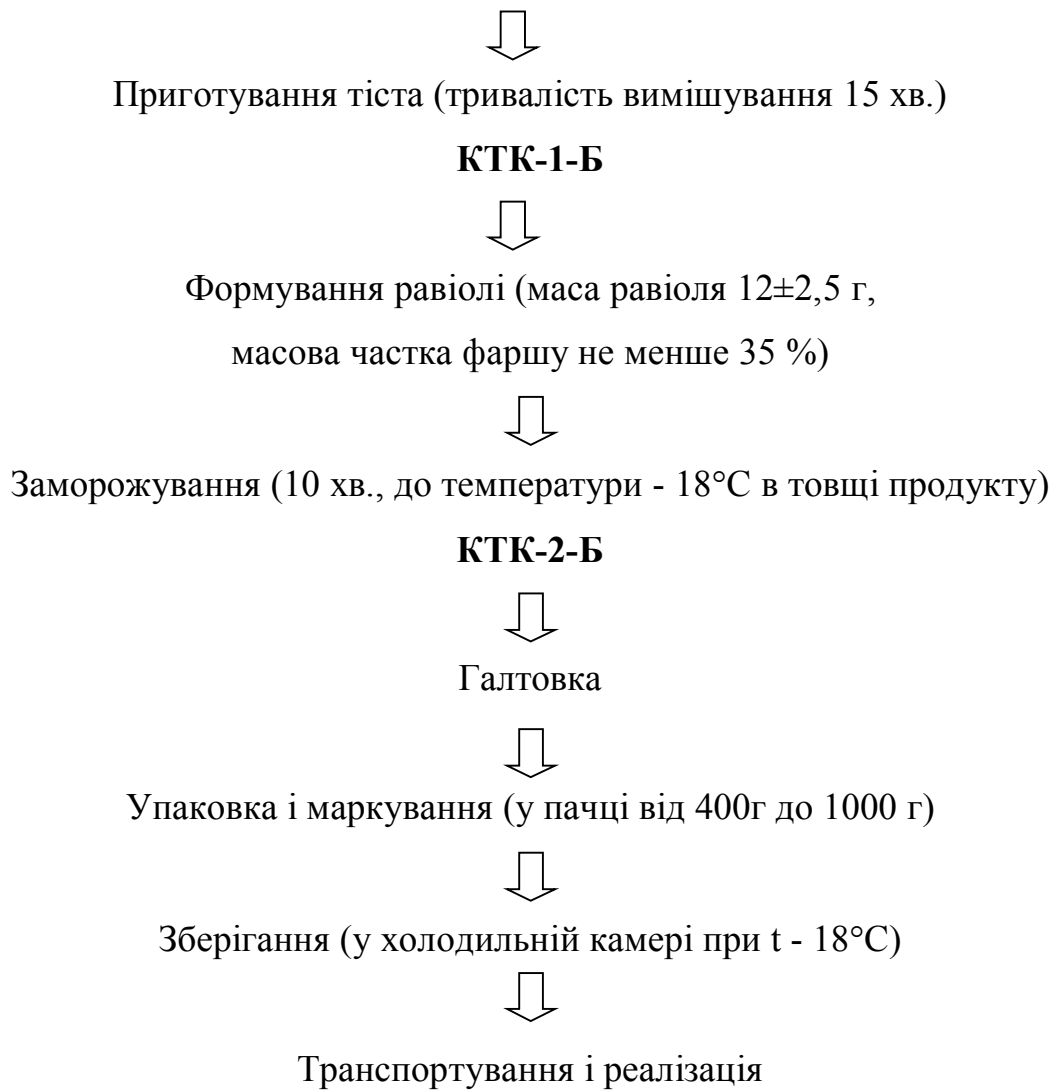 Приготування тіста (тривалість вимішування 15 хв.)
КТК-1-Б
Формування равіолі (маса равіоля 12±2,5 г,
масова частка фаршу не менше 35 %)
Заморожування (10 хв., до температури - 18°С в товщі продукту)
КТК-2-Б
Галтовка
Упаковка і маркування (у пачці від 400г до 1000 г)
Зберігання (у холодильній камері при t - 18°С)
Транспортування і реалізація